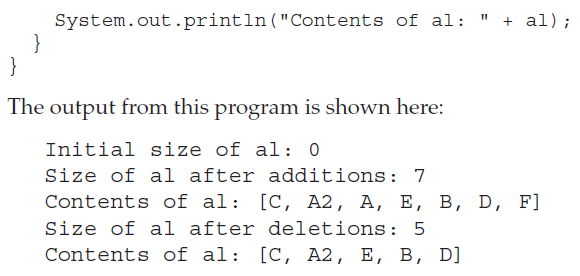 System.out.println("Contents of al: " + al);
}
}
The output from this program is shown here:
Initial size of al: 0
Size of al after additions: 7
Contents of al: [C, A2, A, E, B, D, F]
Size of al after deletions: 5
Contents of al: [C, A2, E, B, D]